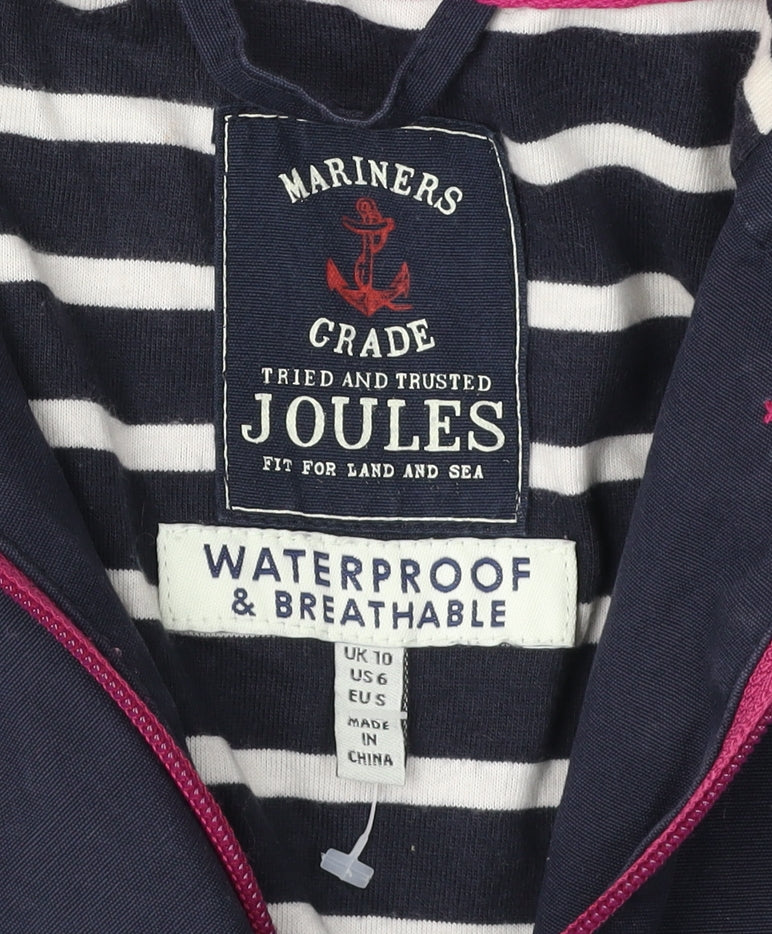 MARINERS
GRADE
TRIED AND TRUSTED
JOULES
FIT FOR LAND AND SEA
WATERPROOF
& BREATHABLE
UK 10
US 6
EU S
MADE
IN
CHINA